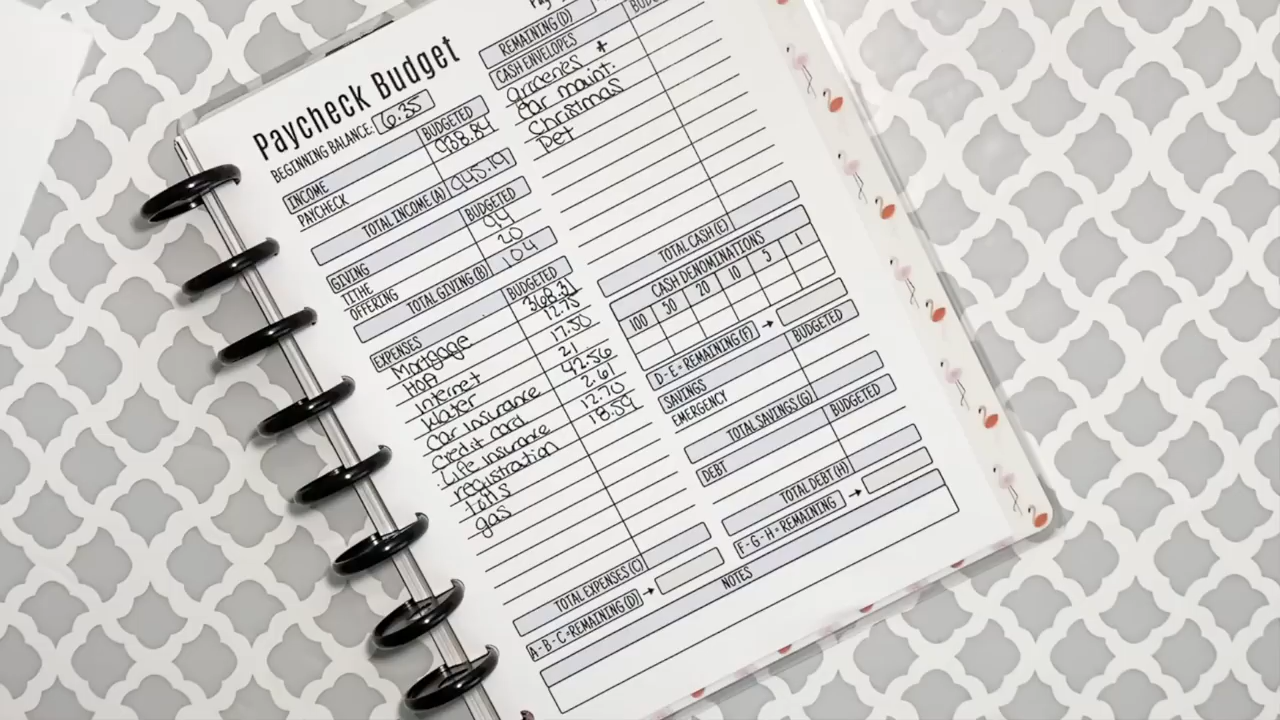 Paycheck Budget
BEGINNING BALANCE: 6.35
INCOME BUDGETED
PAYCHECK 938.84
TOTAL INCOME (A) 945.19
GIVING BUDGETED
TITHE 94
OFFERING
TOTAL GIVING (B) 104
EXPENSES BUDGETED
Mortgage 368.31
HOA 12.75
Internet 17.50
Water 21
Car insurance 42.56
credit card 2.61
Life insurance 12.70
registration 18.59
tolls
gas
TOTAL EXPENSES (C)
A-B-C=REMAINING (D) →
REMAINING (D)
CASH ENVELOPES
groceries +
Car maint.
Christmas
Pet
TOTAL CASH (E)
CASH DENOMINATIONS
100 50 20 10 5 1
D-E=REMAINING (F) →
SAVINGS BUDGETED
EMERGENCY
TOTAL SAVINGS (G)
DEBT BUDGETED
TOTAL DEBT (H)
F-G-H=REMAINING →
NOTES